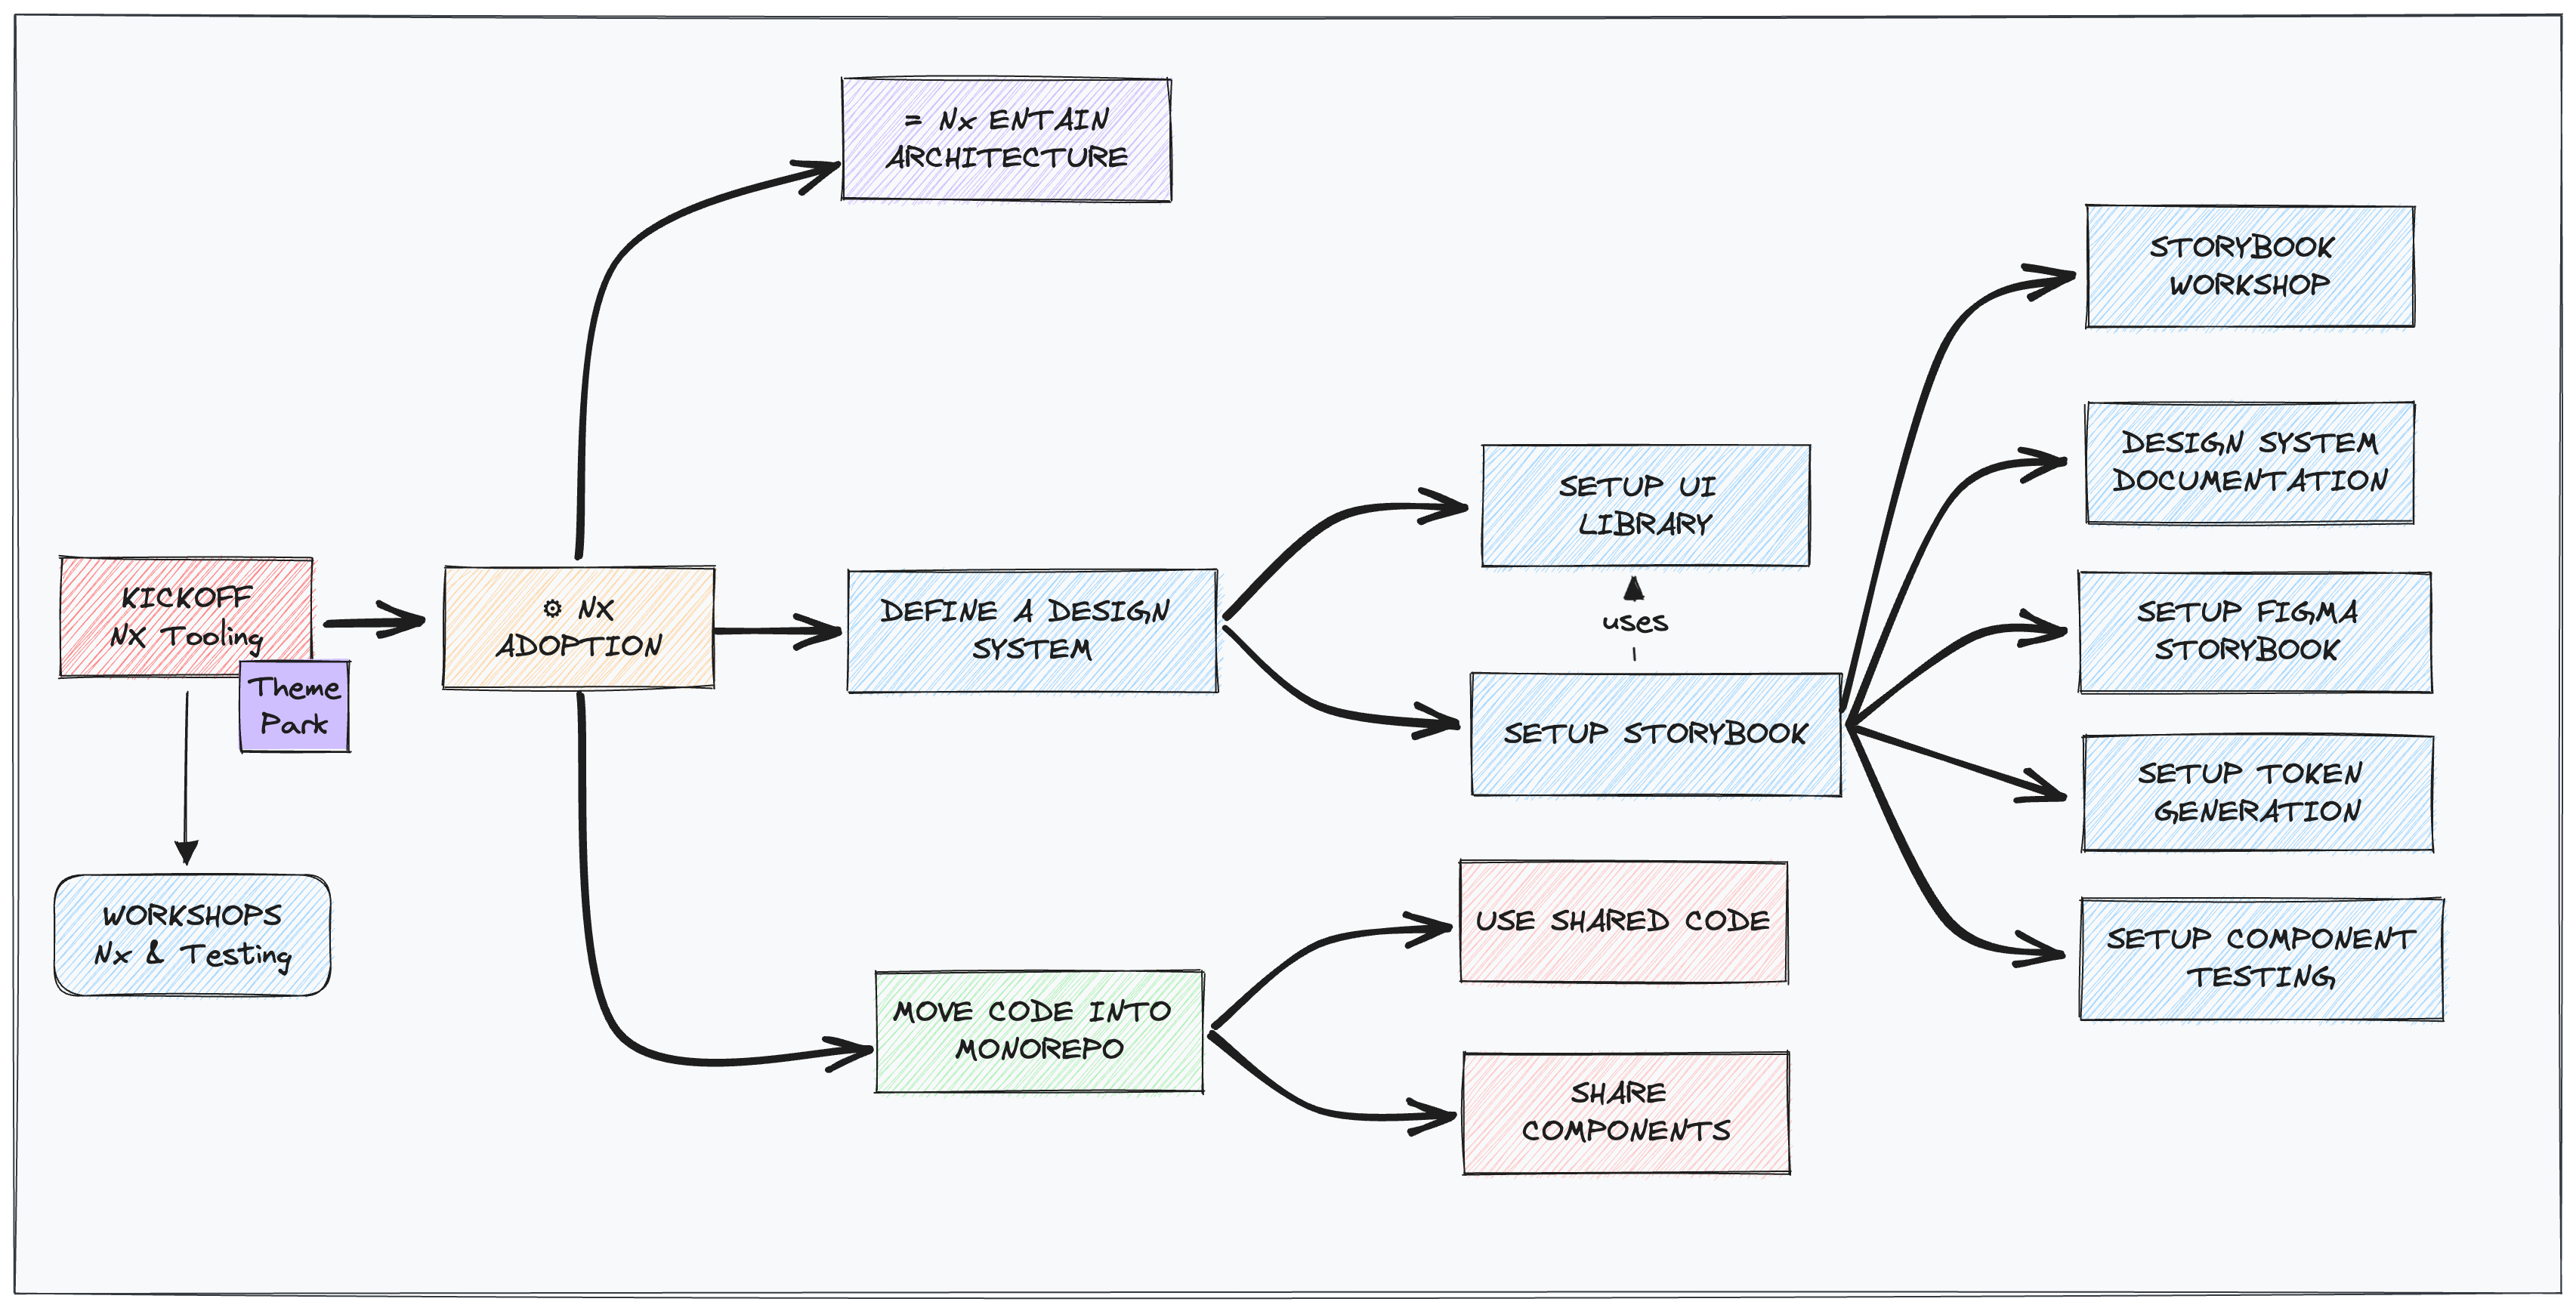 = Nx ENTAIN
ARCHITECTURE
STORYBOOK
WORKSHOP
DESIGN SYSTEM
DOCUMENTATION
SETUP UI
LIBRARY
KICKOFF
NX Tooling
Theme
Park
⚙ NX
ADOPTION
DEFINE A DESIGN
SYSTEM
uses
SETUP FIGMA
STORYBOOK
SETUP STORYBOOK
SETUP TOKEN
GENERATION
WORKSHOPS
Nx & Testing
USE SHARED CODE
SETUP COMPONENT
TESTING
MOVE CODE INTO
MONOREPO
SHARE
COMPONENTS